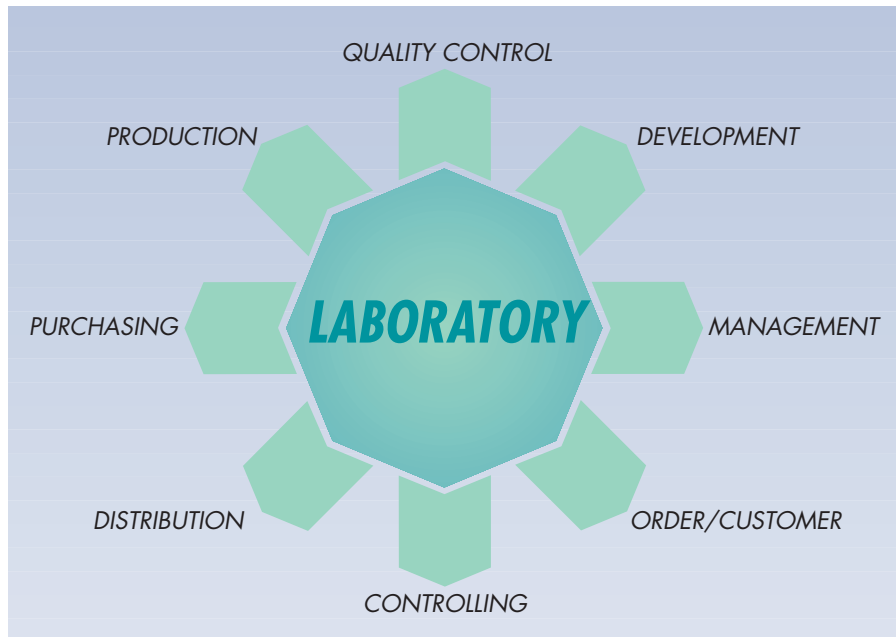 QUALITY CONTROL
PRODUCTION
DEVELOPMENT
PURCHASING
LABORATORY
MANAGEMENT
DISTRIBUTION
ORDER/CUSTOMER
CONTROLLING